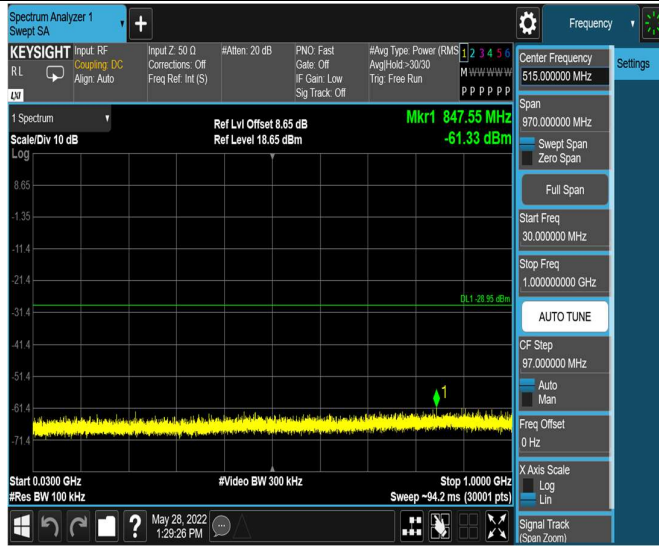 Spectrum Analyzer 1
Swept SA
+
Frequency
KEYSIGHT
RL
LXI
Input: RF
Coupling: DC
Align: Auto
Input Z: 50 Ω
Corrections: Off
Freq Ref: Int (S)
#Atten: 20 dB
PNO: Fast
Gate: Off
IF Gain: Low
Sig Track: Off
#Avg Type: Power (RMS
Avg|Hold:>30/30
Trig: Free Run
1 2 3 4 5 6
M W W W W W
P P P P P P
Center Frequency
515.000000 MHz
Settings
Span
970.000000 MHz
Swept Span
Zero Span
Full Span
Start Freq
30.000000 MHz
Stop Freq
1.000000000 GHz
AUTO TUNE
CF Step
97.000000 MHz
Auto
Man
Freq Offset
0 Hz
X Axis Scale
Log
Lin
Signal Track
(Span Zoom)
1 Spectrum
Scale/Div 10 dB
Log
Ref Lvl Offset 8.65 dB
Ref Level 18.65 dBm
Mkr1 847.55 MHz
-61.33 dBm
8.65
-1.35
-11.4
-21.4
DL1 -28.95 dBm
-31.4
-41.4
-51.4
1
-61.4
-71.4
Start 0.0300 GHz
#Video BW 300 kHz
Stop 1.0000 GHz
#Res BW 100 kHz
Sweep ~94.2 ms (30001 pts)
?
May 28, 2022
1:29:26 PM